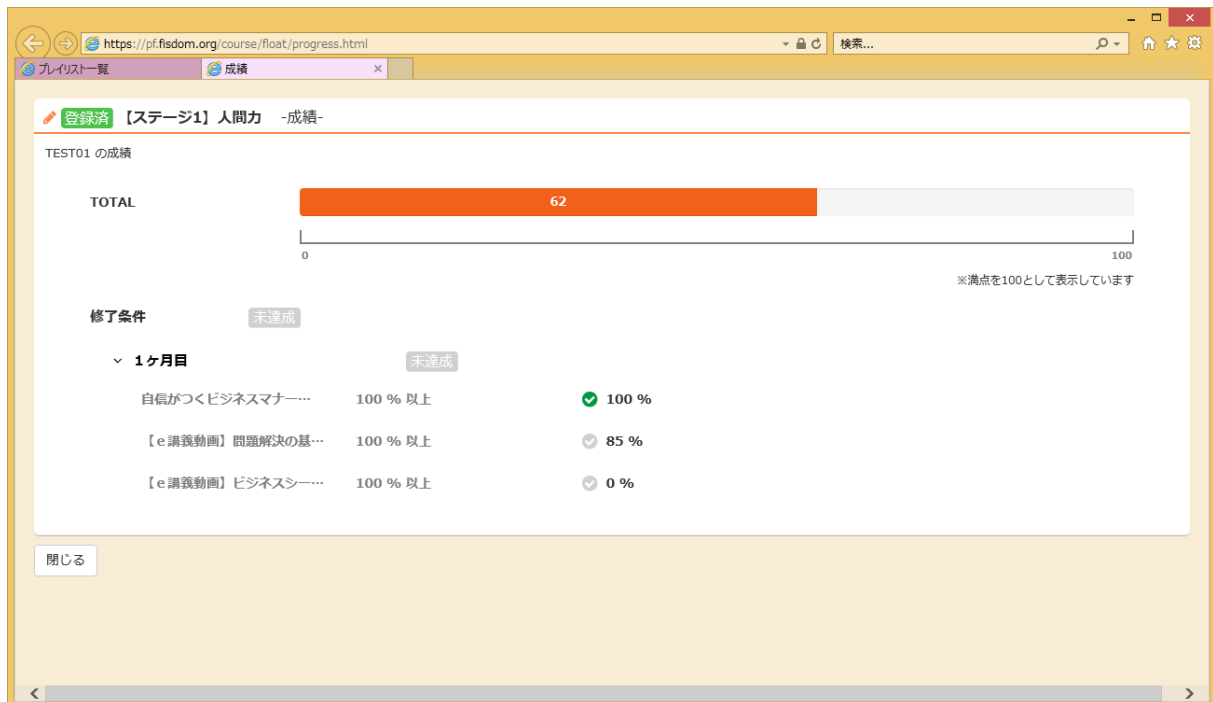 https://pf.fisdom.org/course/float/progress.html
検索...
プレイリスト一覧
成績
登録済 【ステージ1】人間力 -成績-
TEST01 の成績
TOTAL 62
0 100
※満点を100として表示しています
修了条件 未達成
1ヶ月目 未達成
自信がつくビジネスマナー… 100 % 以上 100 %
【e講義動画】問題解決の基… 100 % 以上 85 %
【e講義動画】ビジネスシー… 100 % 以上 0 %
閉じる